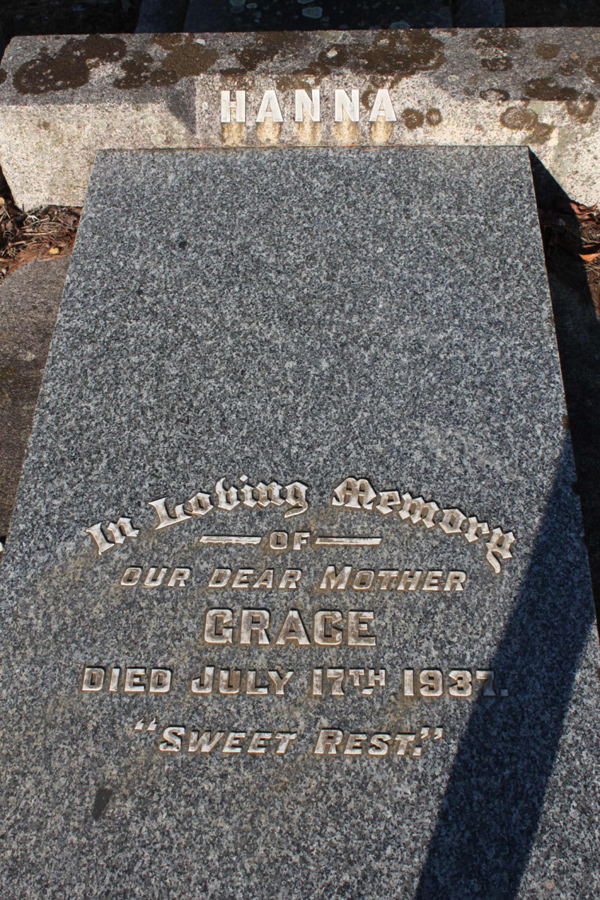 HANNA
In Loving Memory
OF
OUR DEAR MOTHER
GRACE
DIED JULY 17TH 1937.
"SWEET REST."